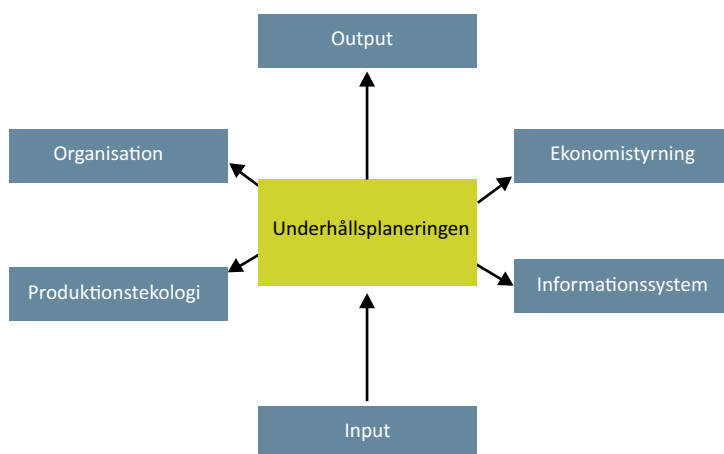 Output
Organisation
Ekonomistyrning
Underhållsplaneringen
Produktionstekologi
Informationssystem
Input